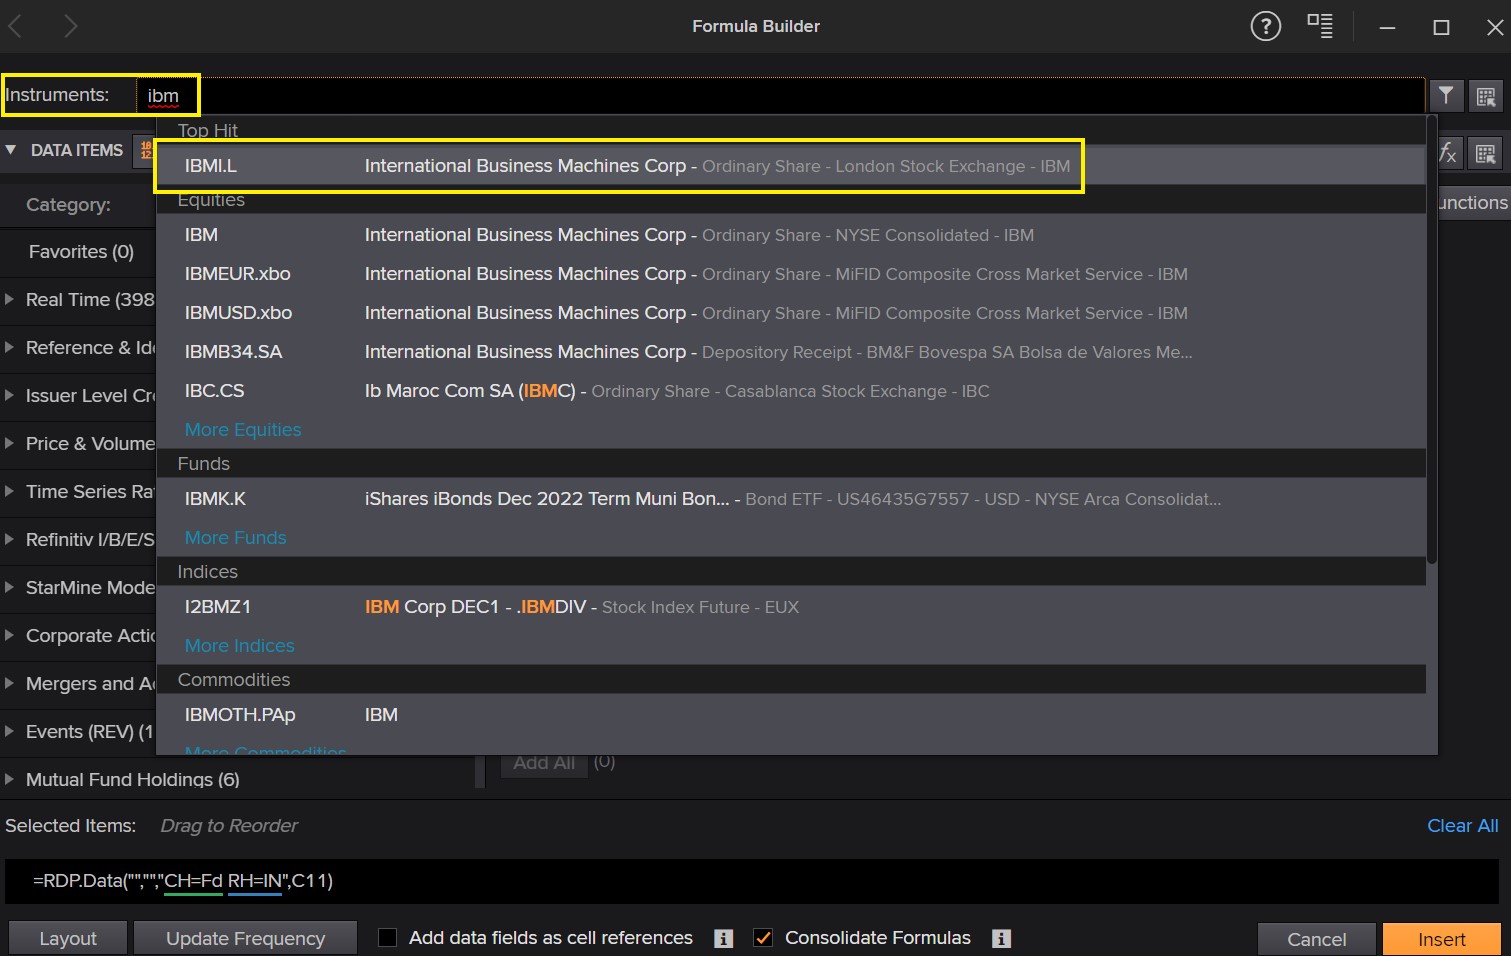 Formula Builder
Instruments: ibm
Top Hit
DATA ITEMS
IBMI.L International Business Machines Corp - Ordinary Share - London Stock Exchange - IBM
Category: Equities
unctions
Favorites (0) IBM International Business Machines Corp - Ordinary Share - NYSE Consolidated - IBM
IBMEUR.xbo International Business Machines Corp - Ordinary Share - MiFID Composite Cross Market Service - IBM
Real Time (398
IBMUSD.xbo International Business Machines Corp - Ordinary Share - MiFID Composite Cross Market Service - IBM
Reference & Ide IBMB34.SA International Business Machines Corp - Depository Receipt - BM&F Bovespa SA Bolsa de Valores Me...
Issuer Level Cre IBC.CS Ib Maroc Com SA (IBMC) - Ordinary Share - Casablanca Stock Exchange - IBC
More Equities
Price & Volume
Funds
Time Series Rat IBMK.K iShares iBonds Dec 2022 Term Muni Bon... - Bond ETF - US46435G7557 - USD - NYSE Arca Consolidat...
Refinitiv I/B/E/S More Funds
Indices
StarMine Mode
I2BMZ1 IBM Corp DEC1 - .IBMDIV - Stock Index Future - EUX
Corporate Actic More Indices
Mergers and Ac Commodities
IBMOTH.PAp IBM
Events (REV) (1
More Commodities
Add All (0)
Mutual Fund Holdings (6)
Selected Items: Drag to Reorder Clear All
=RDP.Data("","","CH=Fd RH=IN",C11)
Layout Update Frequency Add data fields as cell references Consolidate Formulas Cancel Insert